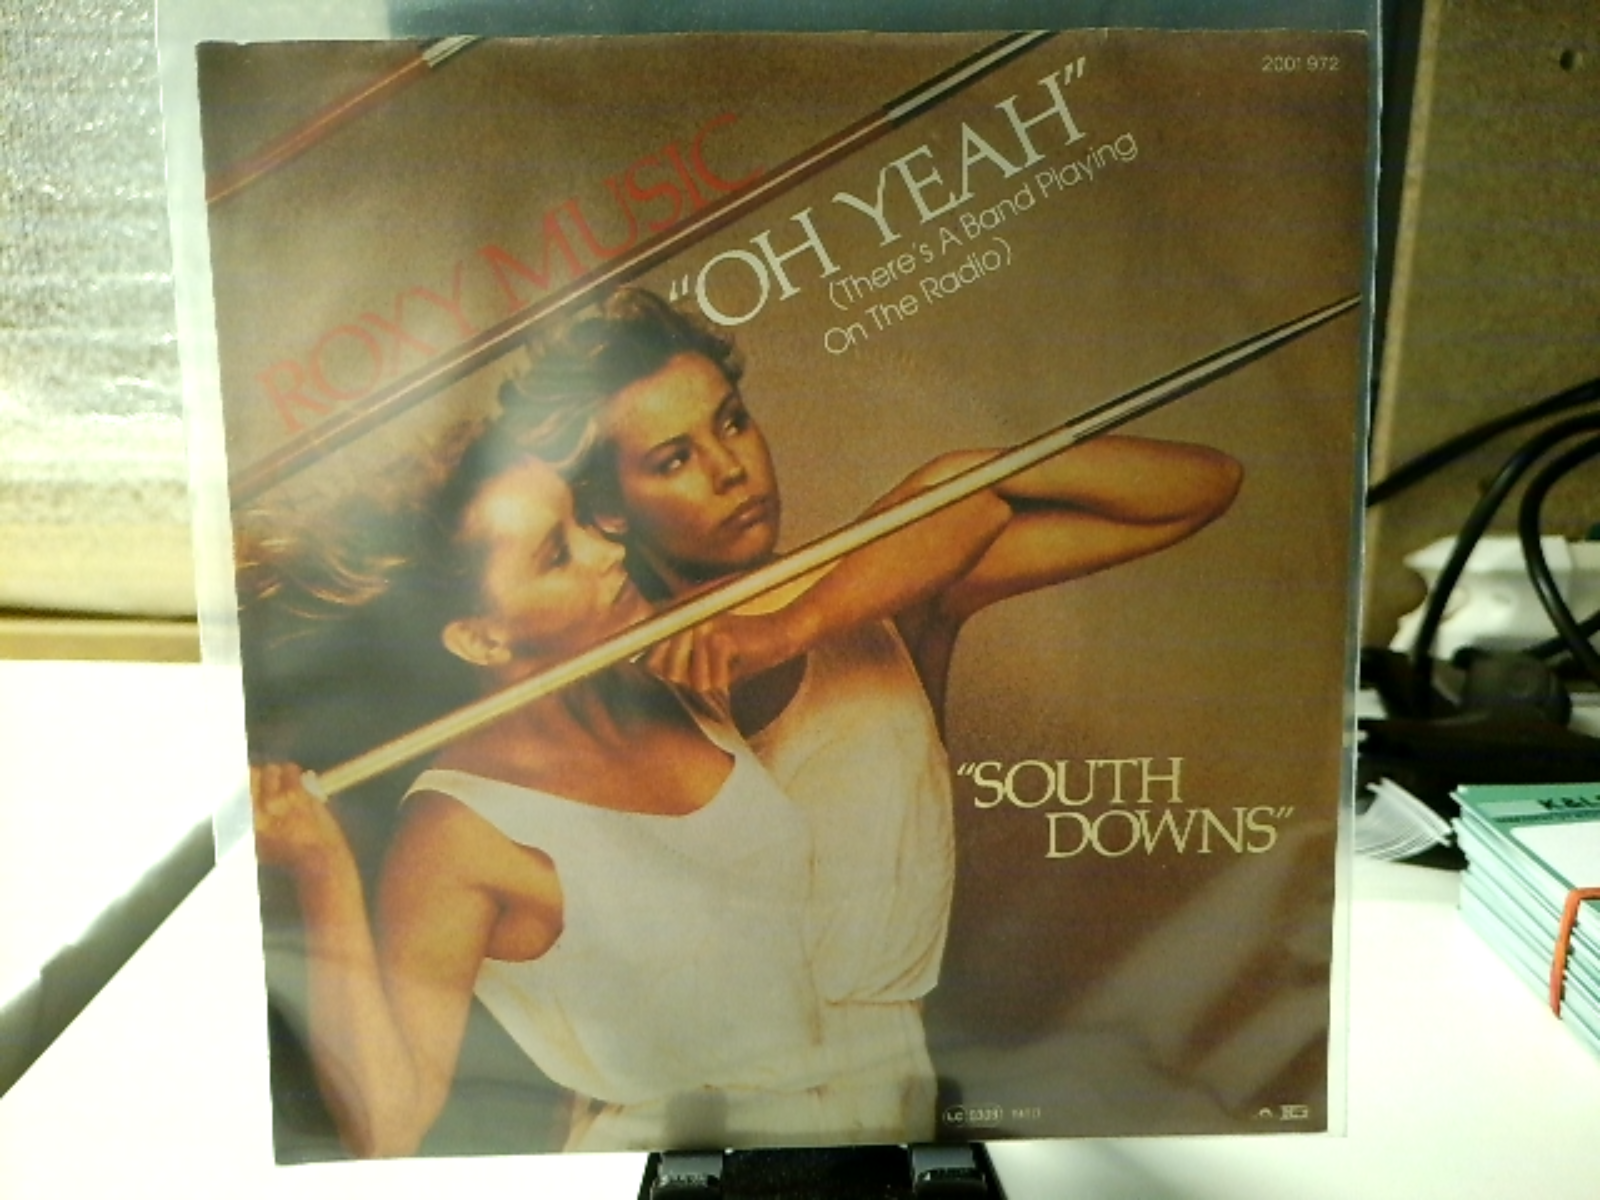 2001 972
ROXY MUSIC
"OH YEAH"
(There's A Band Playing
On The Radio)
"SOUTH
DOWNS"